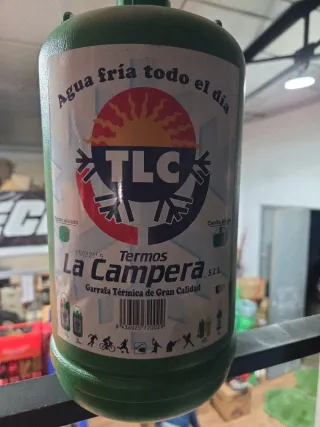 Agua fría todo el día
TLC
Termos
La Campera S.R.L.
Garrafa Térmica de Gran Calidad